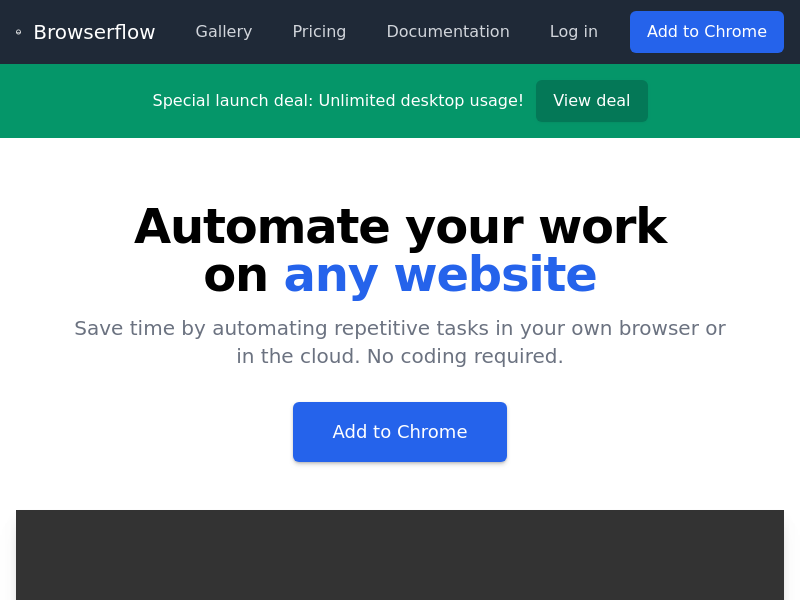 Browserflow Gallery Pricing Documentation Log in Add to Chrome
Special launch deal: Unlimited desktop usage! View deal
Automate your work
on any website
Save time by automating repetitive tasks in your own browser or
in the cloud. No coding required.
Add to Chrome